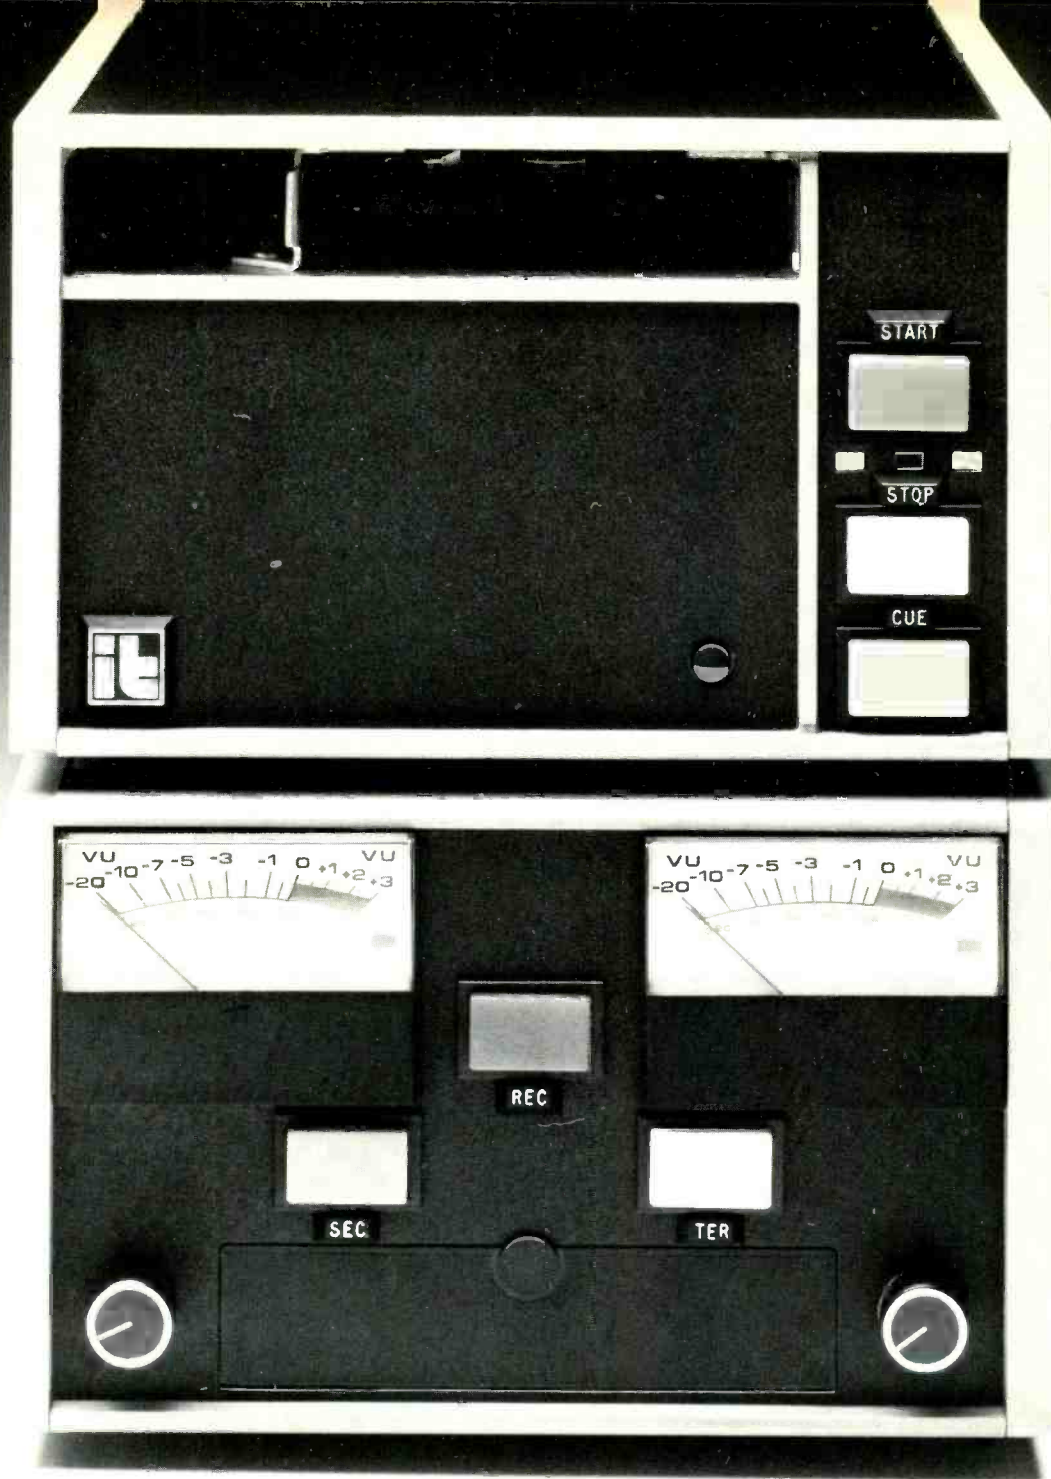 START
STOP
CUE
it
VU VU
-20 -10 -7 -5 -3 -1 0 +1 +2 +3
VU VU
-20 -10 -7 -5 -3 -1 0 +1 +2 +3
REC
SEC
TER